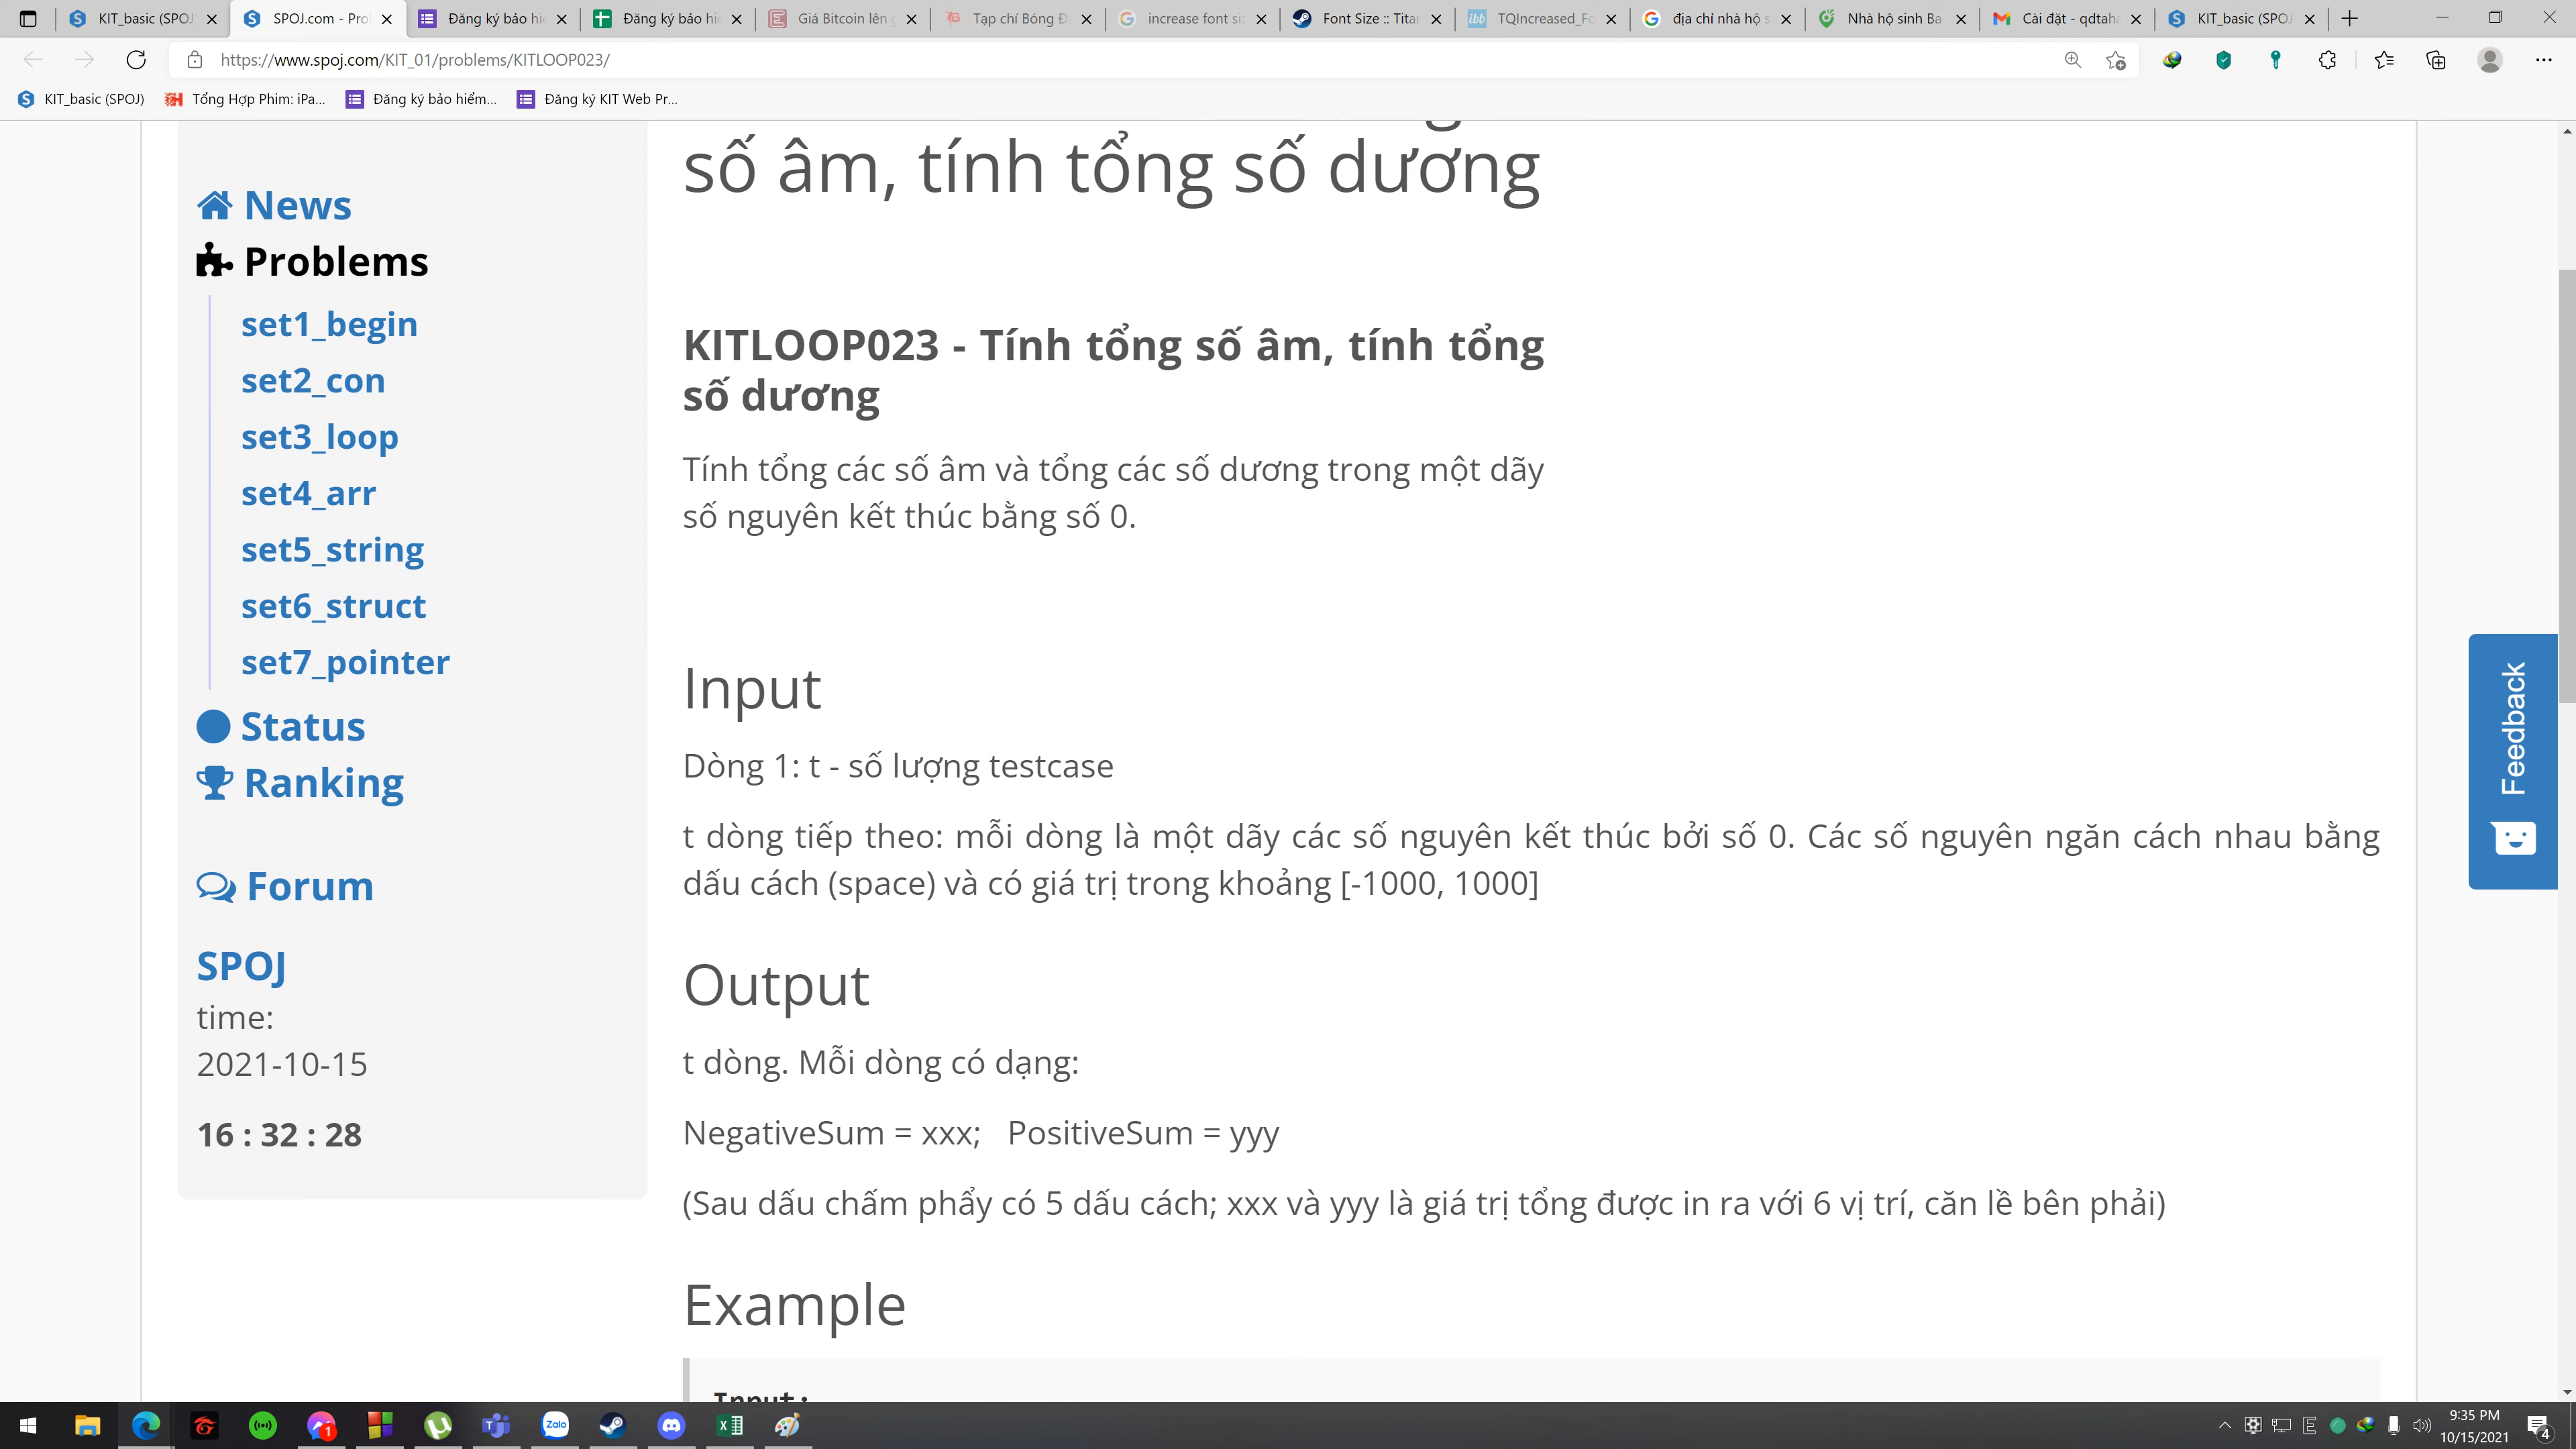 KIT_basic (SPOJ
SPOJ.com - Pro
Đăng ký bảo hi
Đăng ký bảo hi
Giá Bitcoin lên
Tạp chí Bóng Đ
increase font si
Font Size :: Tita
TQIncreased_Fo
địa chỉ nhà hộ s
Nhà hộ sinh Ba
Cài đặt - qdtaha
KIT_basic (SPOJ
https://www.spoj.com/KIT_01/problems/KITLOOP023/
KIT_basic (SPOJ)
Tổng Hợp Phim: iPa...
Đăng ký bảo hiểm...
Đăng ký KIT Web Pr...
số âm, tính tổng số dương
News
Problems
set1_begin
set2_con
set3_loop
set4_arr
set5_string
set6_struct
set7_pointer
Status
Ranking
Forum
SPOJ
time:
2021-10-15
16 : 32 : 28
KITLOOP023 - Tính tổng số âm, tính tổng
số dương
Tính tổng các số âm và tổng các số dương trong một dãy
số nguyên kết thúc bằng số 0.
Input
Dòng 1: t - số lượng testcase
t dòng tiếp theo: mỗi dòng là một dãy các số nguyên kết thúc bởi số 0. Các số nguyên ngăn cách nhau bằng
dấu cách (space) và có giá trị trong khoảng [-1000, 1000]
Output
t dòng. Mỗi dòng có dạng:
NegativeSum = xxx;   PositiveSum = yyy
(Sau dấu chấm phẩy có 5 dấu cách; xxx và yyy là giá trị tổng được in ra với 6 vị trí, căn lề bên phải)
Example
Input:
Feedback
Zalo
1
9:35 PM
10/15/2021
4